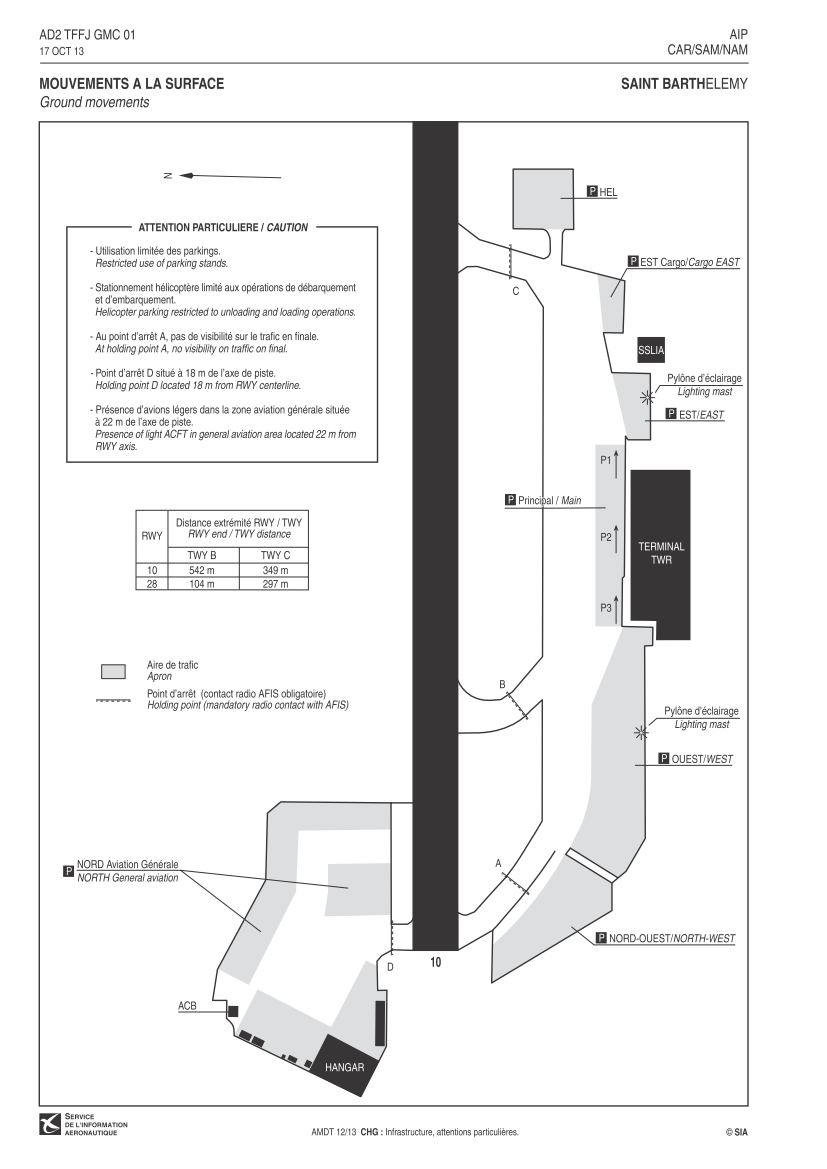 AD2 TFFJ GMC 01
AIP
17 OCT 13
CAR/SAM/NAM
MOUVEMENTS A LA SURFACE
SAINT BARTHELEMY
Ground movements
N
P HEL
ATTENTION PARTICULIERE / CAUTION
- Utilisation limitée des parkings.
Restricted use of parking stands.
- Stationnement hélicoptère limité aux opérations de débarquement
et d'embarquement.
Helicopter parking restricted to unloading and loading operations.
- Au point d'arrêt A, pas de visibilité sur le trafic en finale.
At holding point A, no visibility on traffic on final.
- Point d'arrêt D situé à 18 m de l'axe de piste.
Holding point D located 18 m from RWY centerline.
- Présence d'avions légers dans la zone aviation générale située
à 22 m de l'axe de piste.
Presence of light ACFT in general aviation area located 22 m from
RWY axis.
P EST Cargo/Cargo EAST
C
SSLIA
Pylône d'éclairage
Lighting mast
P EST/EAST
P1
P Principal / Main
P2
TERMINAL
TWR
P3
RWY
Distance extrémité RWY / TWY
RWY end / TWY distance
TWY B TWY C
10 542 m 349 m
28 104 m 297 m
Aire de trafic
Apron
Point d'arrêt (contact radio AFIS obligatoire)
Holding point (mandatory radio contact with AFIS)
B
Pylône d'éclairage
Lighting mast
P OUEST/WEST
A
P NORD Aviation Générale
NORTH General aviation
P NORD-OUEST/NORTH-WEST
D
10
ACB
HANGAR
SERVICE
DE L'INFORMATION
AERONAUTIQUE
AMDT 12/13 CHG : Infrastructure, attentions particulières.
© SIA